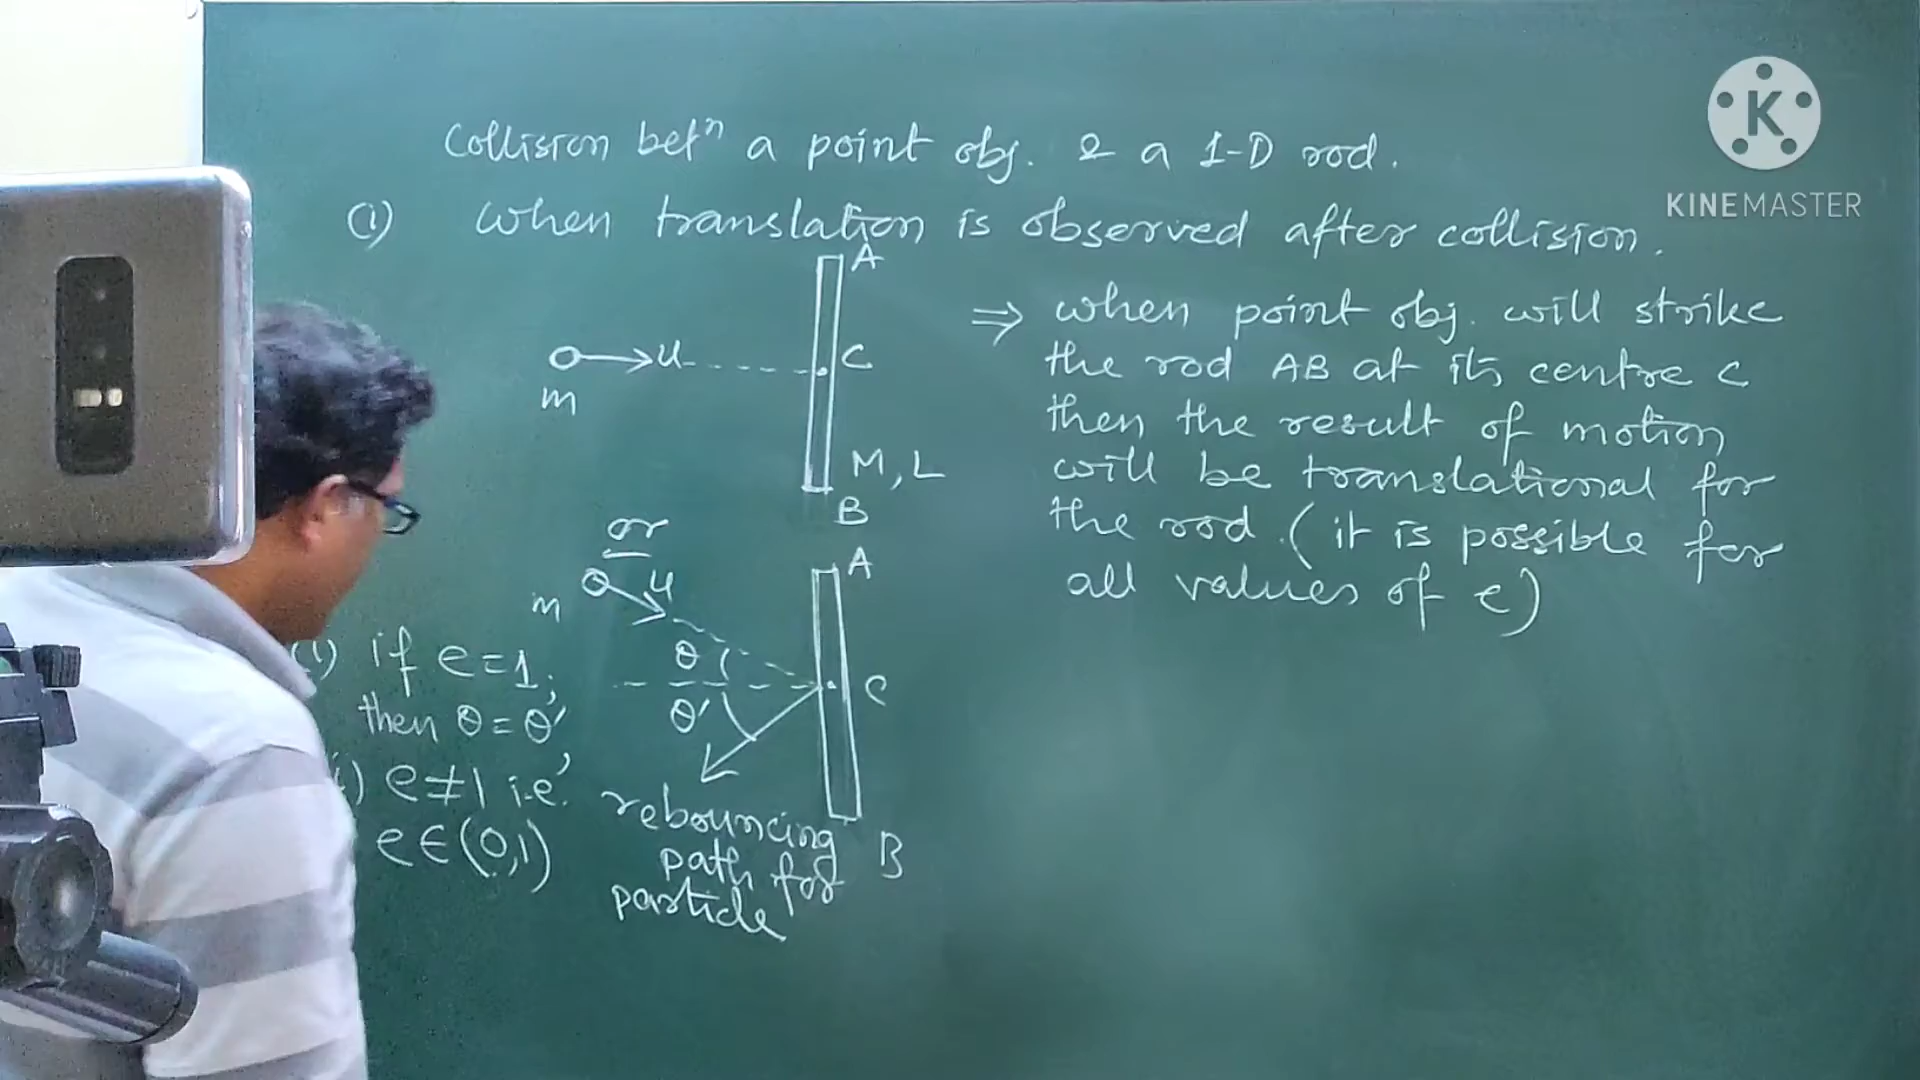 Collision betⁿ a point obj. & a 1-D rod.
(1) when translation is observed after collision.
A
m
u
C
M, L
B
⇒ when point obj. will strike
the rod AB at its centre C
then the result of motion
will be translational for
the rod. (it is possible for
all values of e)
or
m
u
A
θ
C
θ'
B
rebouncing
path for
particle
if e=1;
then θ=θ'
e≠1 i.e.
e∈(0,1)
K
KINEMASTER